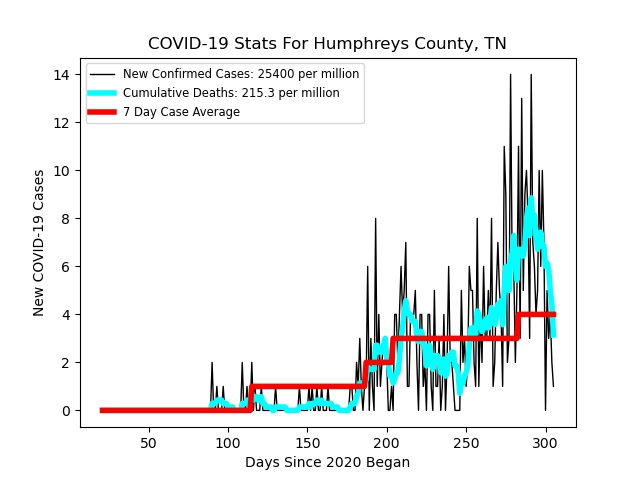 COVID-19 Stats For Humphreys County, TN
New Confirmed Cases: 25400 per million
Cumulative Deaths: 215.3 per million
7 Day Case Average
New COVID-19 Cases
14
12
10
8
6
4
2
0
50 100 150 200 250 300
Days Since 2020 Began